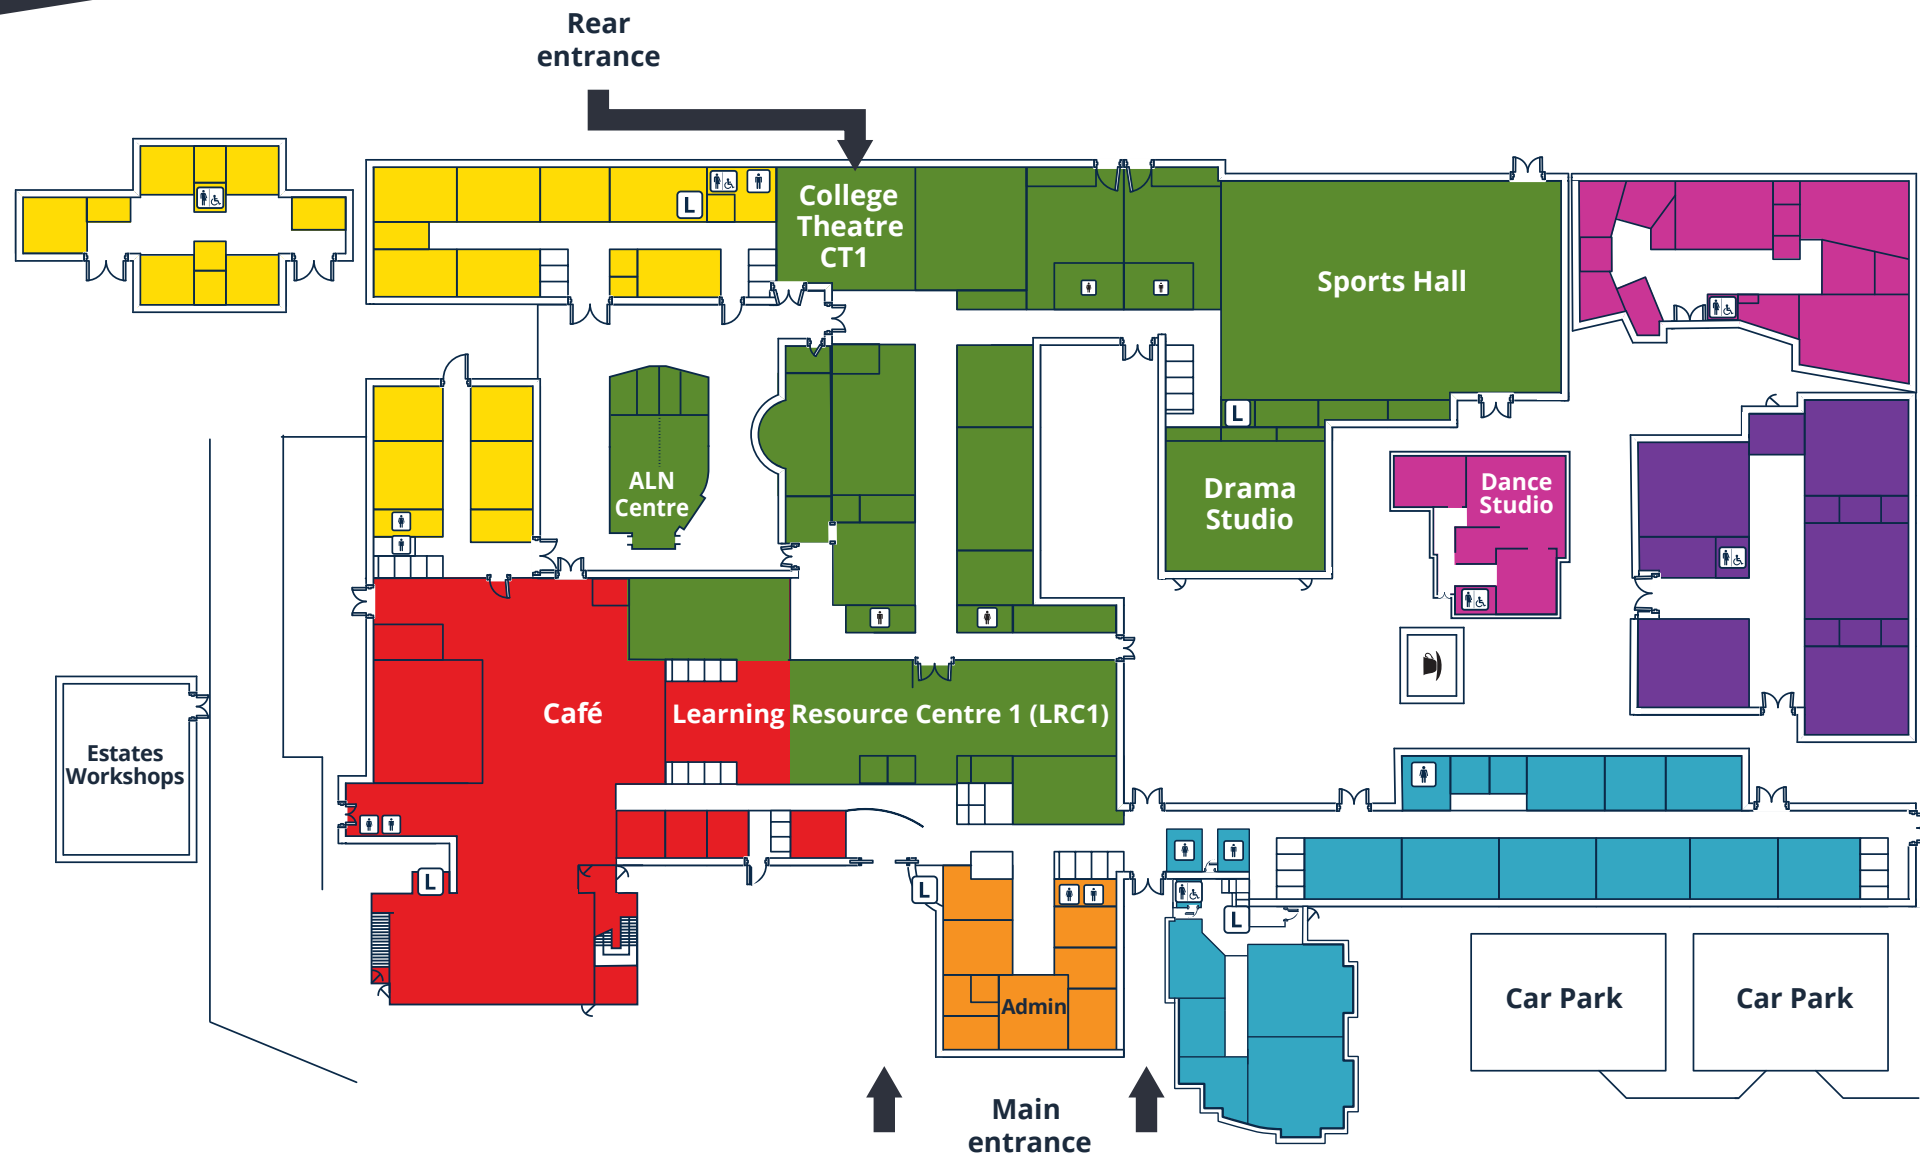 Rear
entrance
College
Theatre
CT1
L
Sports Hall
L
ALN
Centre
Drama
Studio
Dance
Studio
Café
Learning Resource Centre 1 (LRC1)
Estates
Workshops
L
L
L
Admin
Car Park
Car Park
Main
entrance